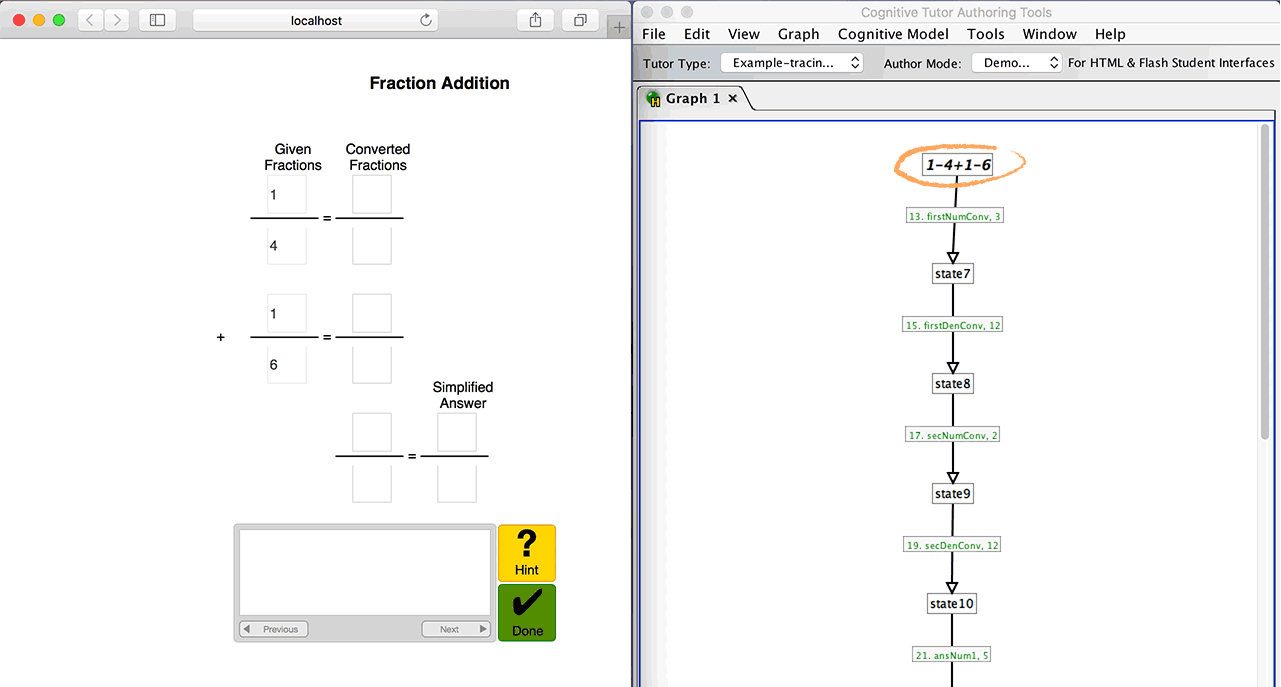 localhost
Fraction Addition
Given
Fractions
Converted
Fractions
1
=
4
1
+
=
6
Simplified
Answer
=
?
Hint
✔
Done
Previous
Next
Cognitive Tutor Authoring Tools
File Edit View Graph Cognitive Model Tools Window Help
Tutor Type: Example-tracin... Author Mode: Demo... For HTML & Flash Student Interfaces
H Graph 1 ×
1-4+1-6
13. firstNumConv, 3
state7
15. firstDenConv, 12
state8
17. secNumConv, 2
state9
19. secDenConv, 12
state10
21. ansNum1, 5